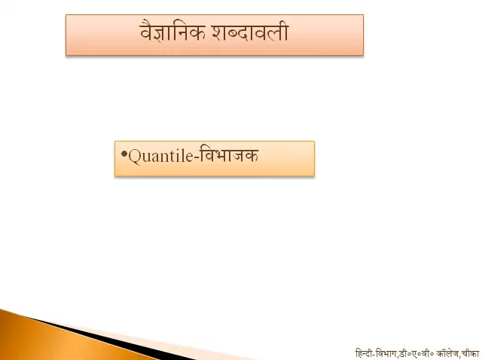 वैज्ञानिक शब्दावली
•Quantile-विभाजक
हिन्दी-विभाग,डी०ए०वी० कॉलेज,चीका